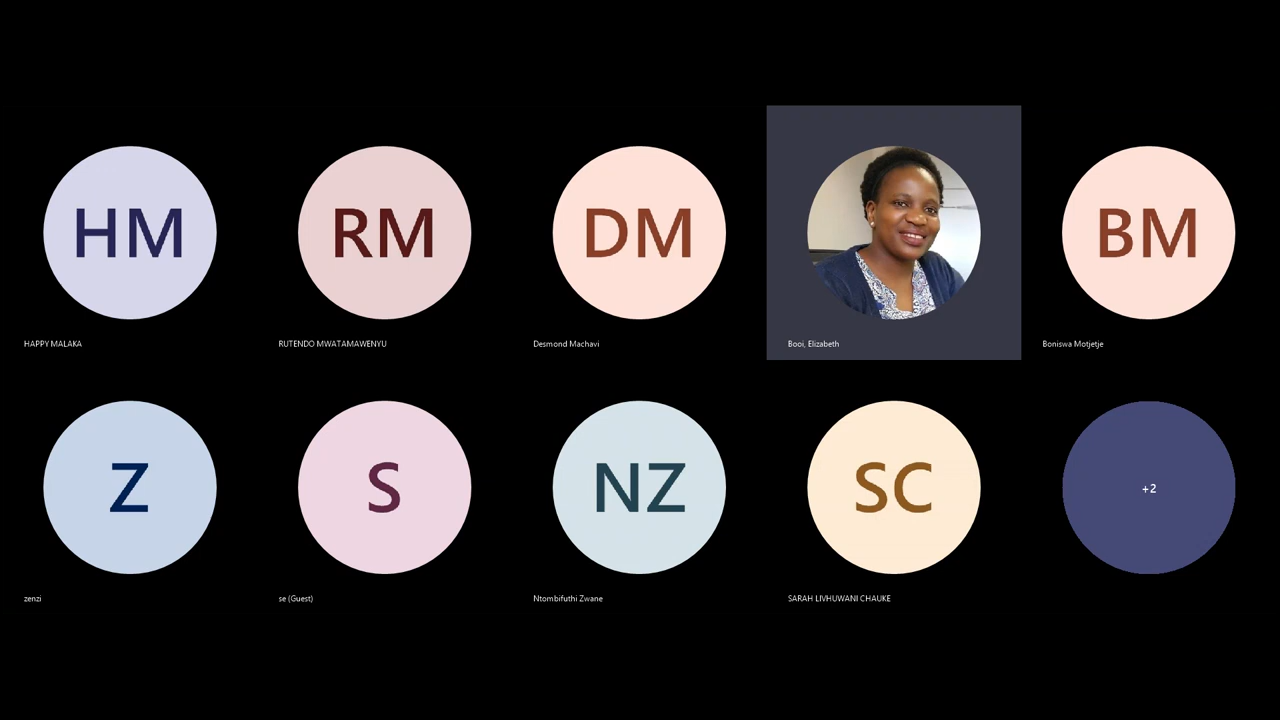 HM
RM
DM
BM
HAPPY MALAKA
RUTENDO MWATAMAWENYU
Desmond Machavi
Booi, Elizabeth
Boniswa Motjetje
Z
S
NZ
SC
+2
zenzi
se (Guest)
Ntombifuthi Zwane
SARAH LIVHUWANI CHAUKE